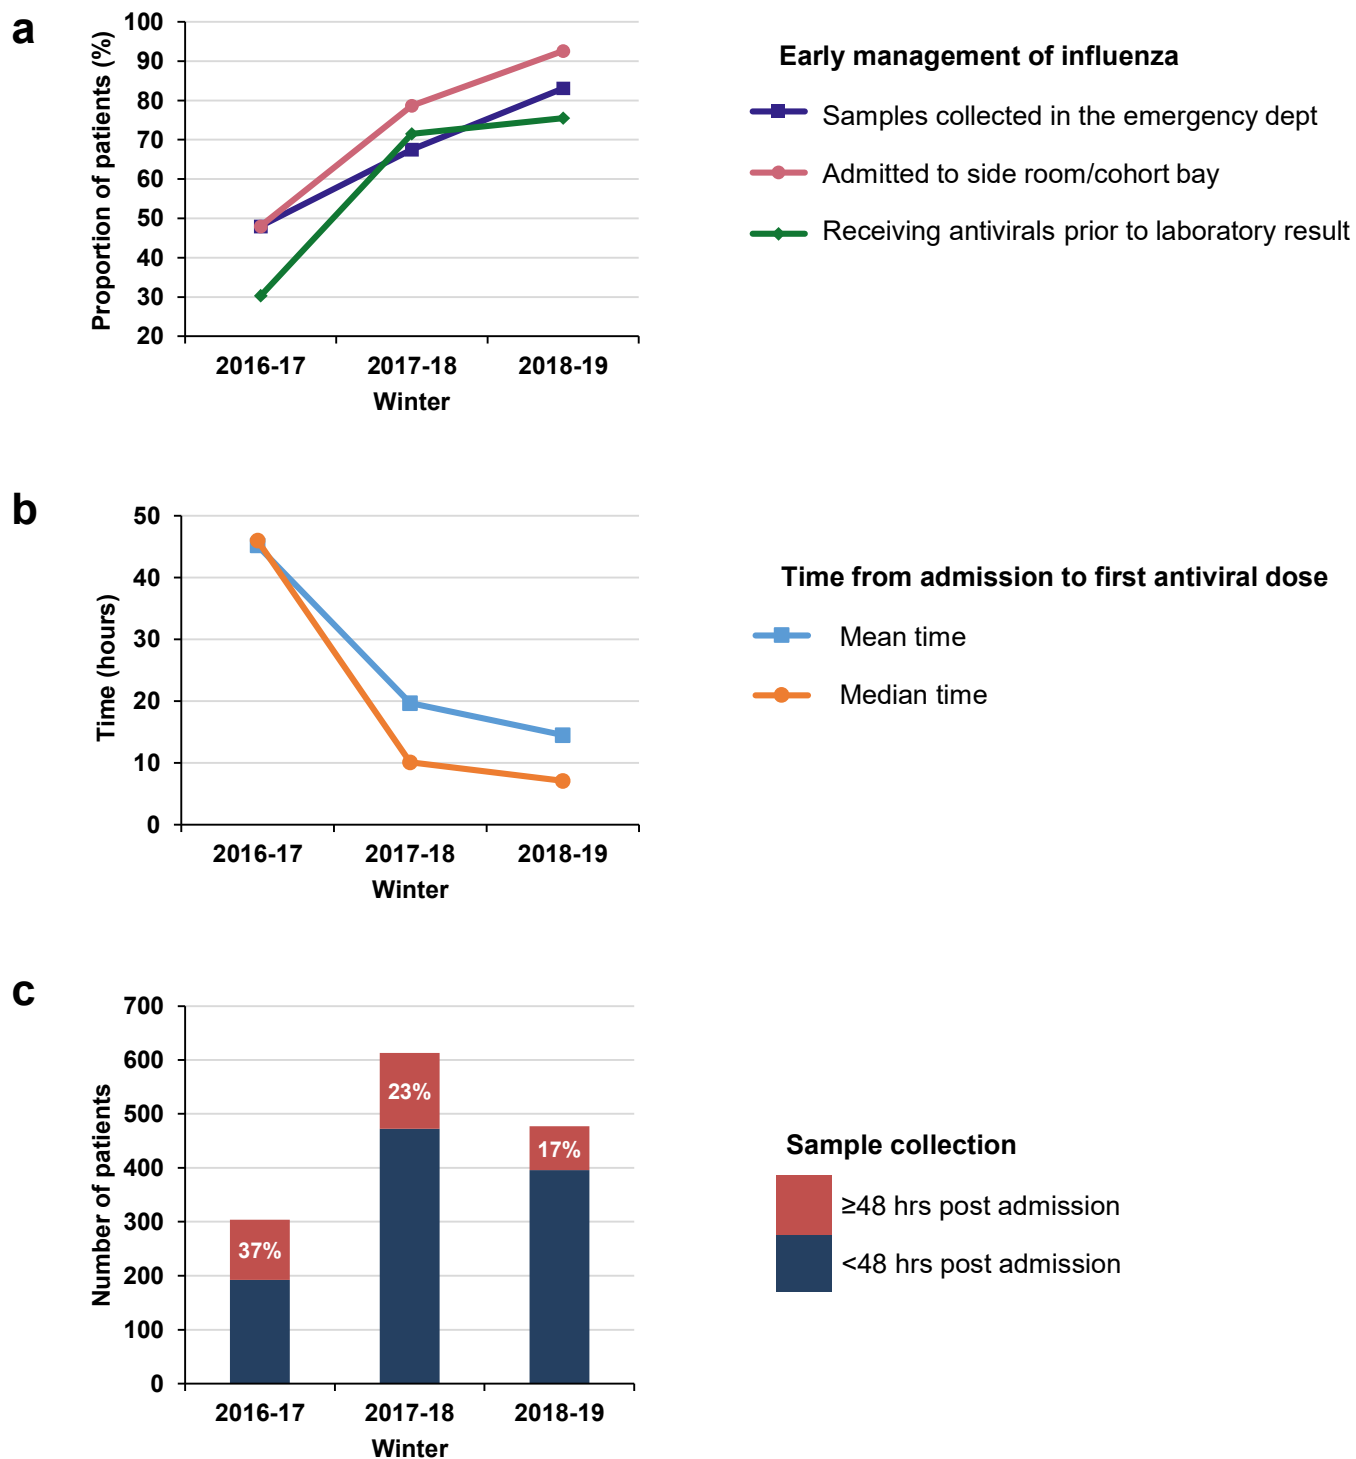 a
Proportion of patients (%)
100
90
80
70
60
50
40
30
20
2016-17 2017-18 2018-19
Winter
Early management of influenza
Samples collected in the emergency dept
Admitted to side room/cohort bay
Receiving antivirals prior to laboratory result
b
Time (hours)
50
40
30
20
10
0
2016-17 2017-18 2018-19
Winter
Time from admission to first antiviral dose
Mean time
Median time
c
Number of patients
700
600
500
400
300
200
100
0
37%
23%
17%
2016-17 2017-18 2018-19
Winter
Sample collection
≥48 hrs post admission
<48 hrs post admission